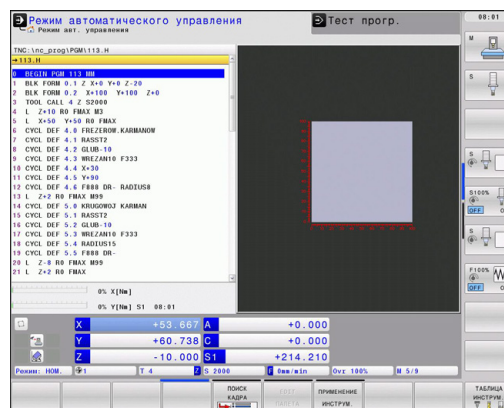 Режим автоматического управления
Режим авт. управления
Тест прогр.
08:01
TNC:\nc_prog\PGM\113.H
→113.H
0 BEGIN PGM 113 MM
1 BLK FORM 0.1 Z X+0 Y+0 Z-20
2 BLK FORM 0.2 X+100 Y+100 Z+0
3 TOOL CALL 4 Z S2000
4 L Z+10 R0 FMAX M3
5 L X+50 Y+50 R0 FMAX
6 CYCL DEF 4.0 FREZEROW.KARMANOW
7 CYCL DEF 4.1 RASST2
8 CYCL DEF 4.2 GLUB-10
9 CYCL DEF 4.3 WREZAN10 F333
10 CYCL DEF 4.4 X+30
11 CYCL DEF 4.5 Y+90
12 CYCL DEF 4.6 F888 DR- RADIUS8
13 L Z+2 R0 FMAX M99
14 CYCL DEF 5.0 KRUGOWOJ KARMAN
15 CYCL DEF 5.1 RASST2
16 CYCL DEF 5.2 GLUB-10
17 CYCL DEF 5.3 WREZAN10 F333
18 CYCL DEF 5.4 RADIUS15
19 CYCL DEF 5.5 F888 DR-
20 L Z-8 R0 FMAX M99
21 L Z+2 R0 FMAX
0% X[Nm]
0% Y[Nm] S1 08:01
M
S
S
S100%
OFF
S
F100% W
OFF
X +53.667 A +0.000
Y +60.738 C +0.000
Z -10.000 S1 +214.210
Режим: НОМ. 1 T 4 Z S 2000 F 0mm/min Ovr 100% M 5/9
ПОИСК КАДРА
ПРИМЕНЕНИЕ ИНСТРУМ.
ТАБЛИЦА